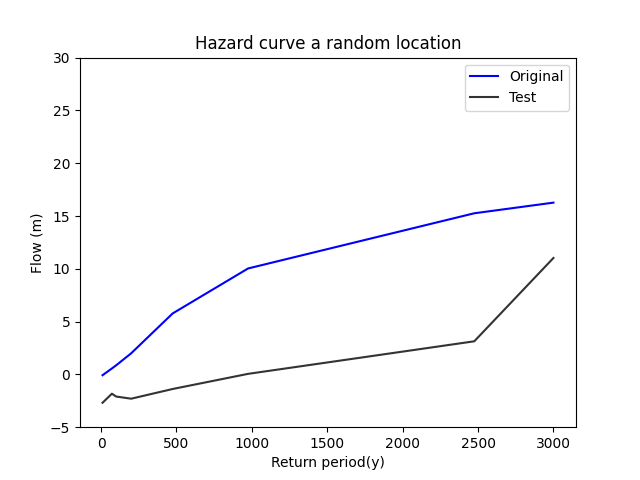 Hazard curve a random location
Original
Test
Flow (m)
30
25
20
15
10
5
0
−5
0 500 1000 1500 2000 2500 3000
Return period(y)